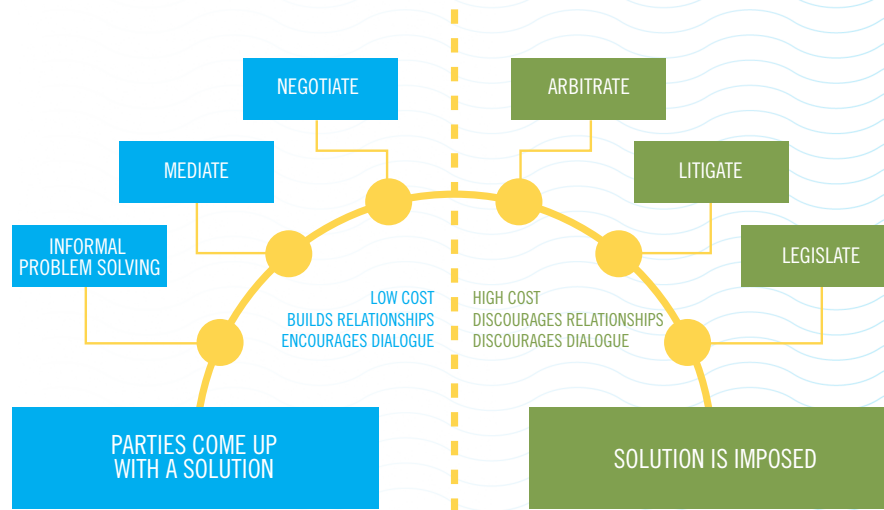 NEGOTIATE
ARBITRATE
MEDIATE
LITIGATE
INFORMAL
PROBLEM SOLVING
LEGISLATE
LOW COST
BUILDS RELATIONSHIPS
ENCOURAGES DIALOGUE
HIGH COST
DISCOURAGES RELATIONSHIPS
DISCOURAGES DIALOGUE
PARTIES COME UP
WITH A SOLUTION
SOLUTION IS IMPOSED